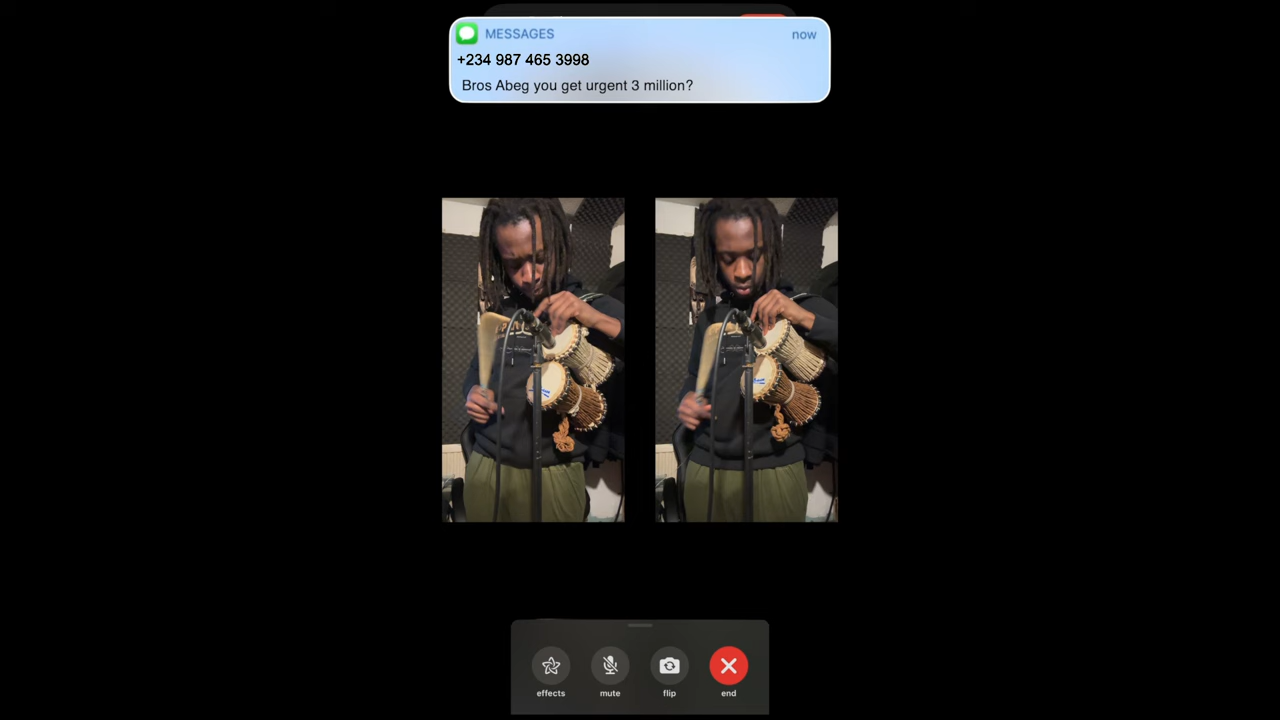 MESSAGES
now
+234 987 465 3998
Bros Abeg you get urgent 3 million?
effects
mute
flip
end